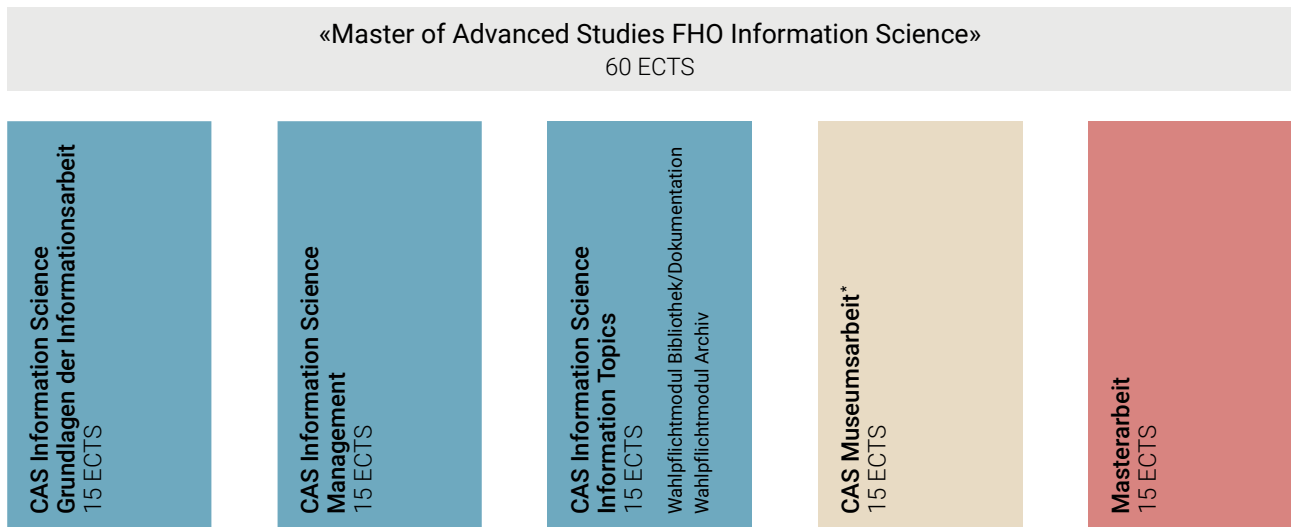 «Master of Advanced Studies FHO Information Science»
60 ECTS
CAS Information Science
Grundlagen der Informationsarbeit
15 ECTS
CAS Information Science
Management
15 ECTS
CAS Information Science
Information Topics
15 ECTS
Wahlpflichtmodul Bibliothek/Dokumentation
Wahlpflichtmodul Archiv
CAS Museumsarbeit*
15 ECTS
Masterarbeit
15 ECTS